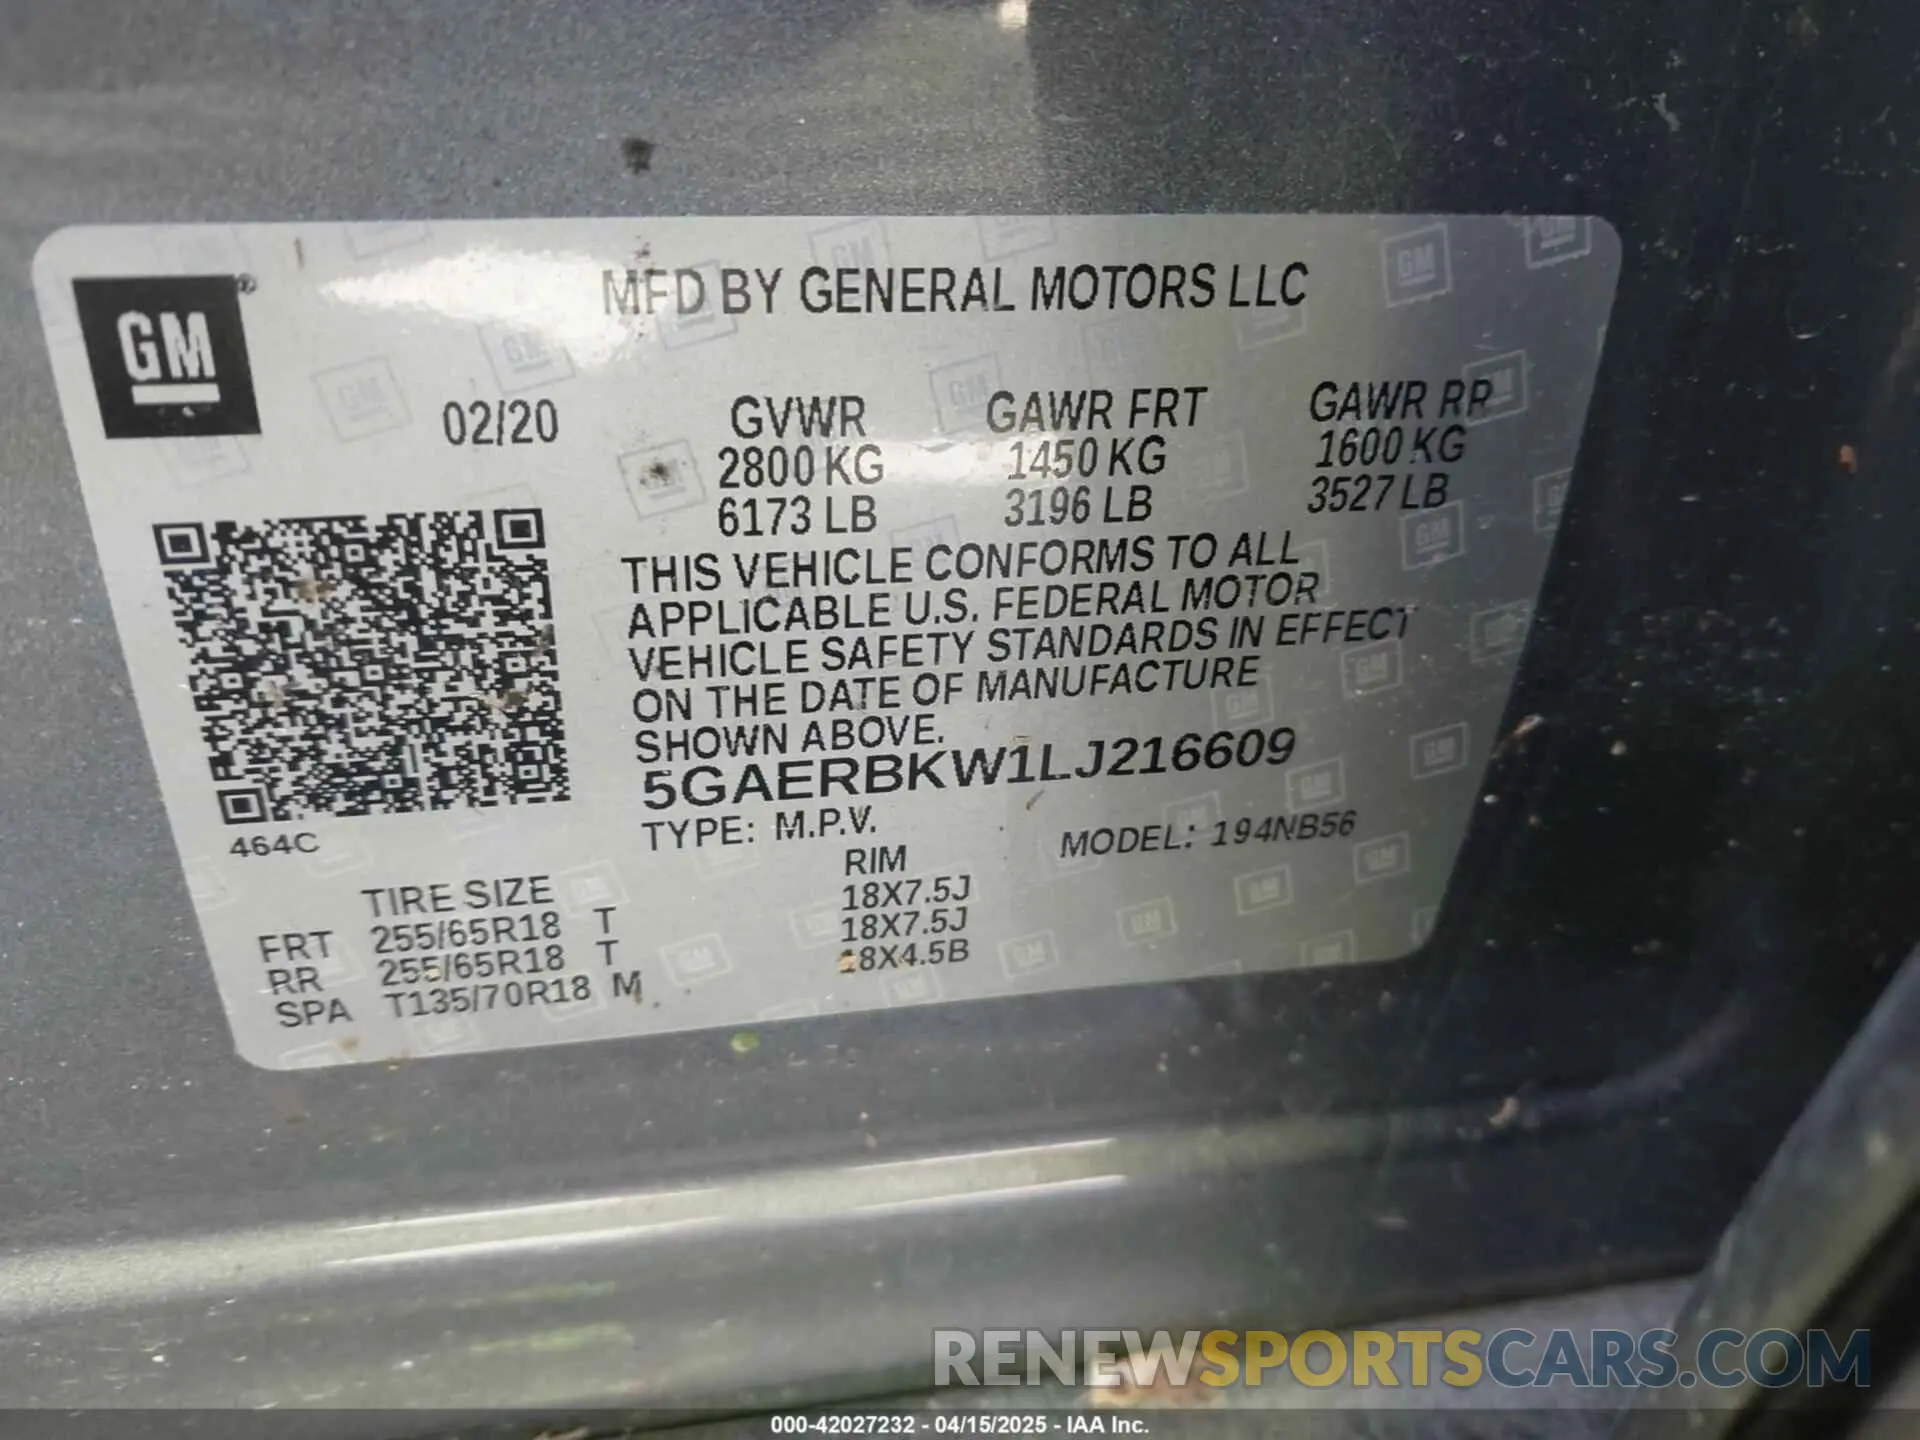 GM®
MFD BY GENERAL MOTORS LLC
02/20 GVWR GAWR FRT GAWR RR
2800 KG 1450 KG 1600 KG
6173 LB 3196 LB 3527 LB
THIS VEHICLE CONFORMS TO ALL
APPLICABLE U.S. FEDERAL MOTOR
VEHICLE SAFETY STANDARDS IN EFFECT
ON THE DATE OF MANUFACTURE
SHOWN ABOVE.
5GAERBKW1LJ216609
464C
TYPE: M.P.V. MODEL: 194NB56
TIRE SIZE RIM
FRT 255/65R18 T 18X7.5J
RR 255/65R18 T 18X7.5J
SPA T135/70R18 M 18X4.5B
RENEWSPORTSCARS.COM
000-42027232 - 04/15/2025 - IAA Inc.